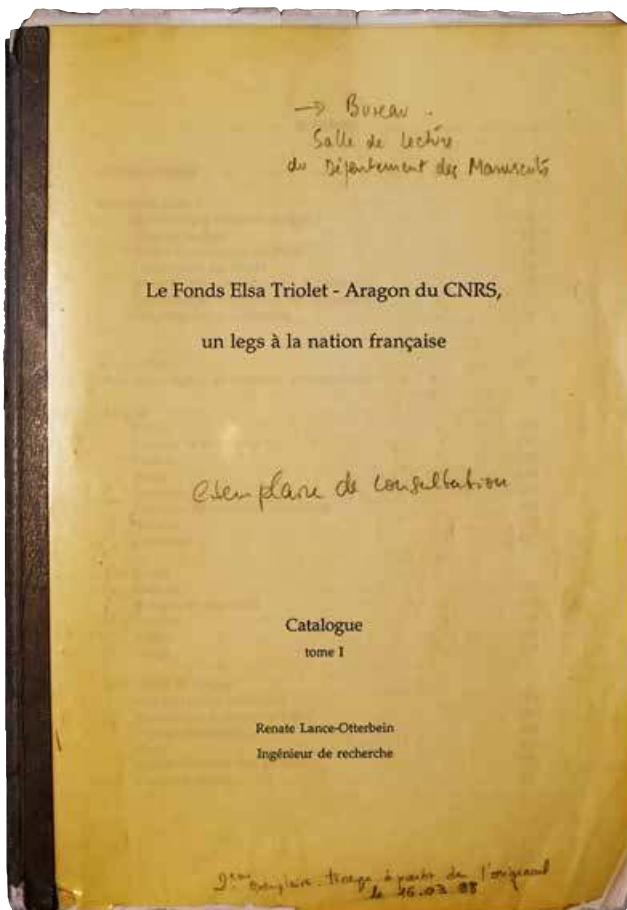 → Bureau.
Salle de lecture
du Département des Manuscrits
Le Fonds Elsa Triolet - Aragon du CNRS,
un legs à la nation française
exemplaire de consultation
Catalogue
tome I
Renate Lance-Otterbein
Ingénieur de recherche
2ème exemplaire. tirage à partir de l'original
le 16.03.98